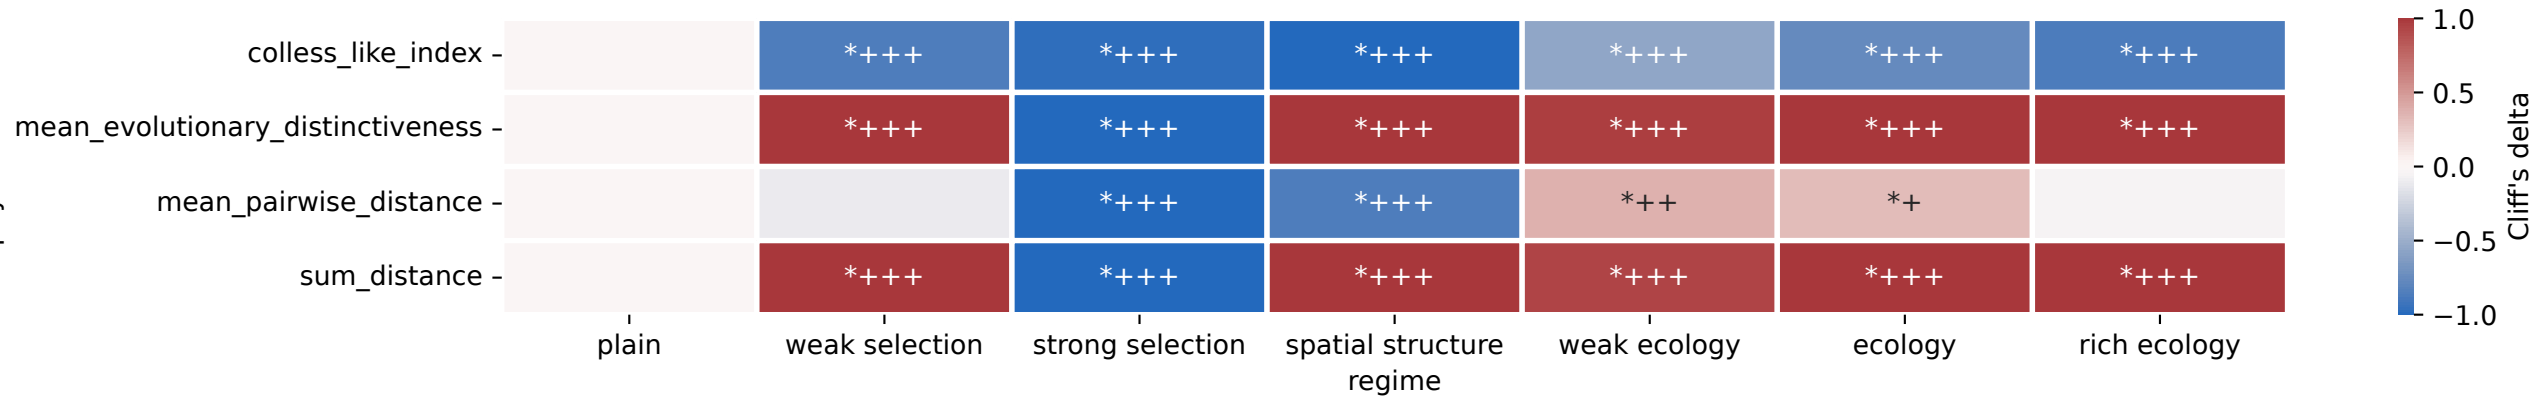 colless_like_index *+++ *+++ *+++ *+++ *+++ *+++
mean_evolutionary_distinctiveness *+++ *+++ *+++ *+++ *+++ *+++
mean_pairwise_distance *+++ *+++ *++ *+
sum_distance *+++ *+++ *+++ *+++ *+++ *+++
plain weak selection strong selection spatial structure weak ecology ecology rich ecology
regime
1.0
0.5
0.0
−0.5
−1.0
Cliff's delta